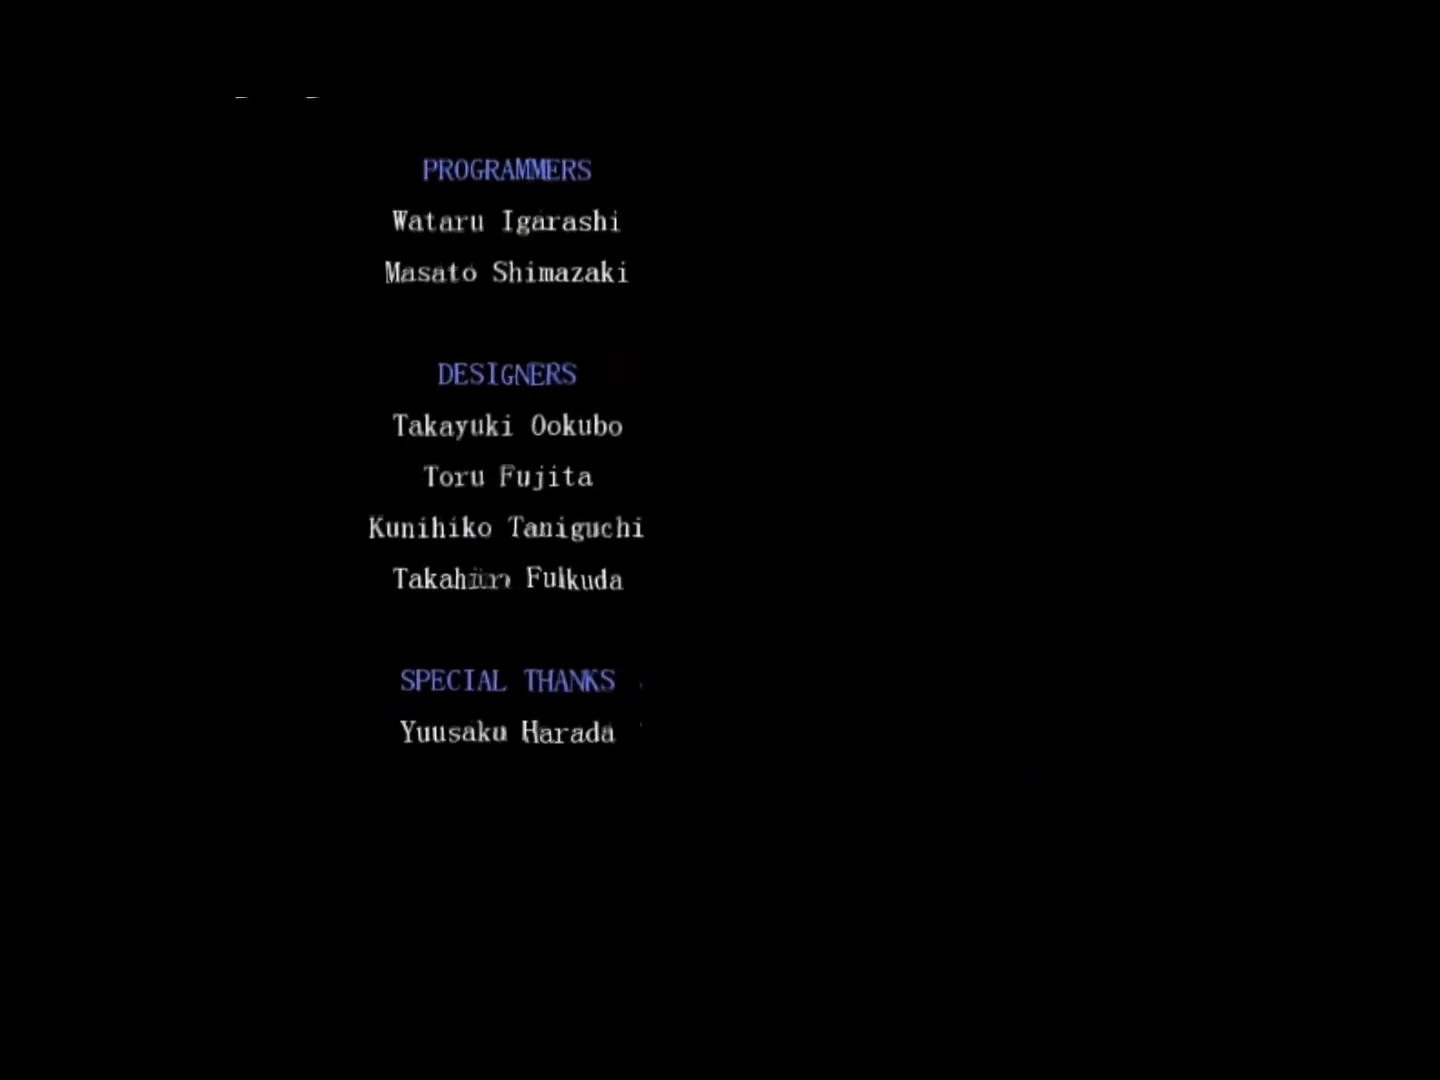 PROGRAMMERS
Wataru Igarashi
Masato Shimazaki
DESIGNERS
Takayuki Ookubo
Toru Fujita
Kunihiko Taniguchi
Fukuda
SPECIAL THANKS
Yuusaku Harada